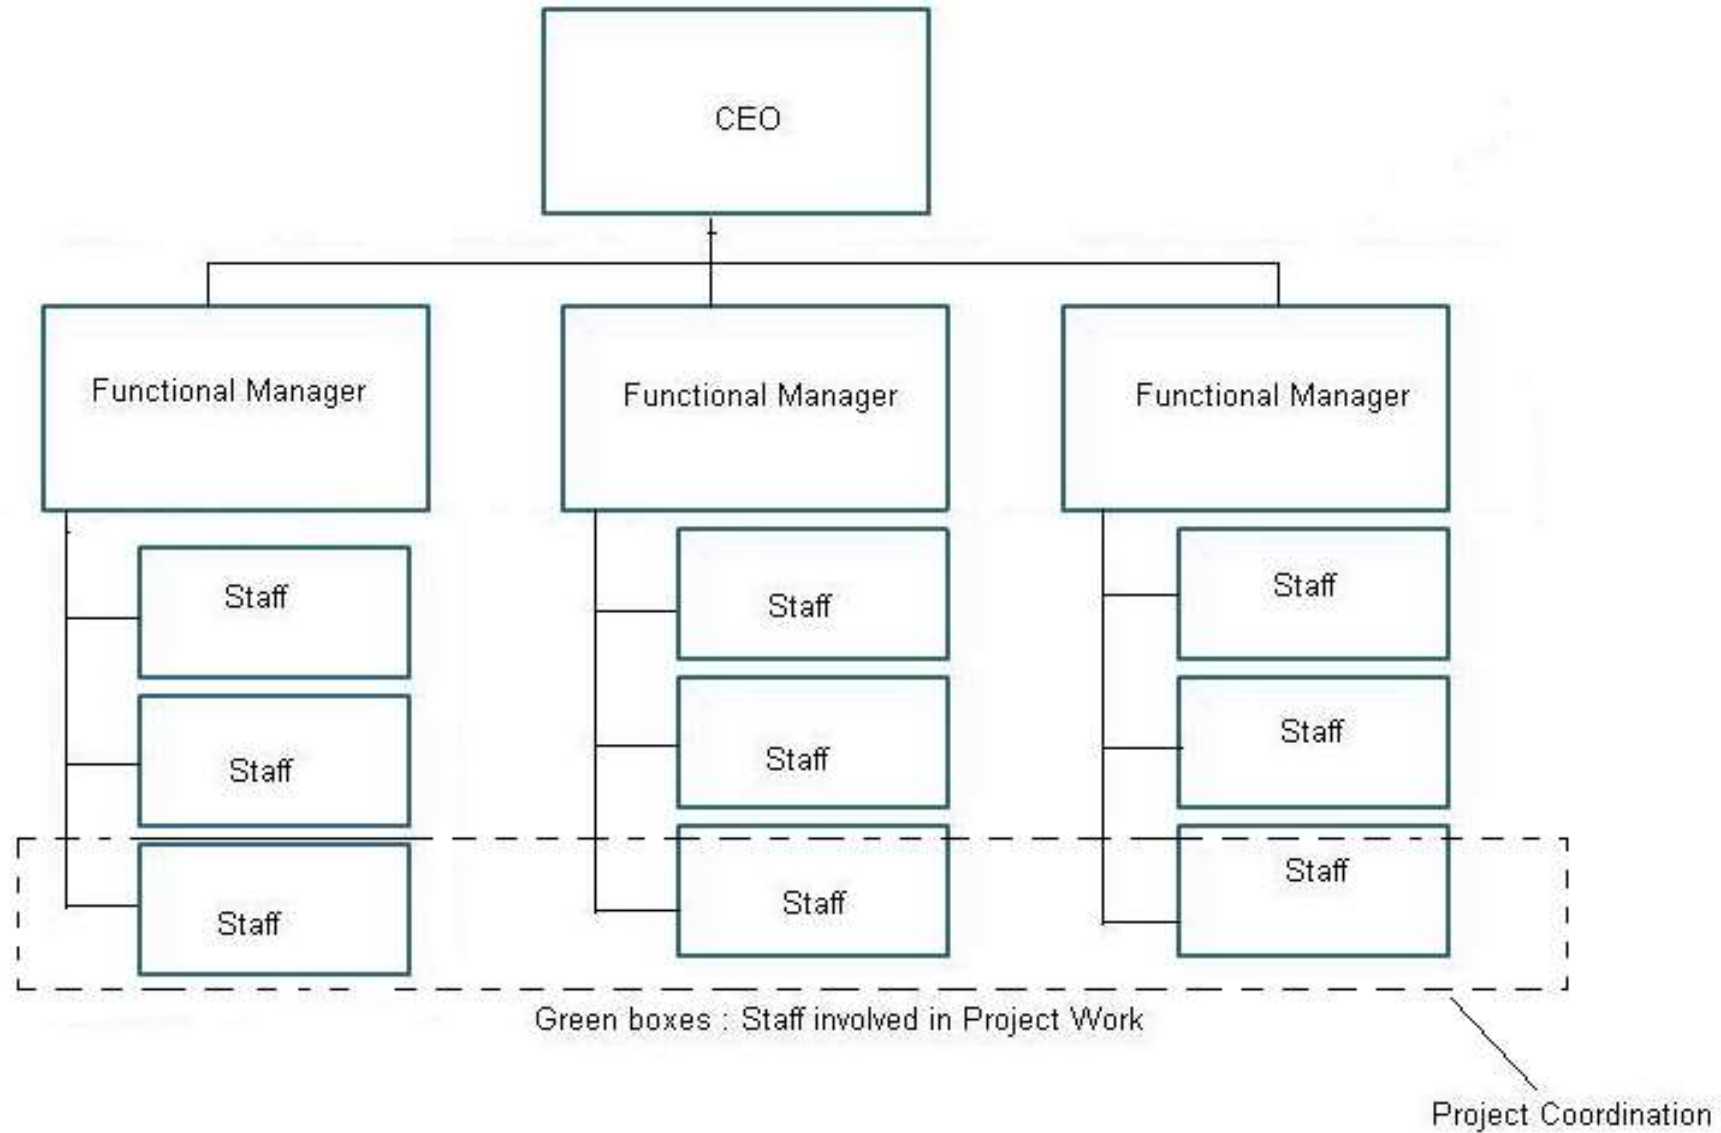 CEO
Functional Manager
Functional Manager
Functional Manager
Staff
Staff
Staff
Staff
Staff
Staff
Staff
Staff
Staff
Green boxes : Staff involved in Project Work
Project Coordination